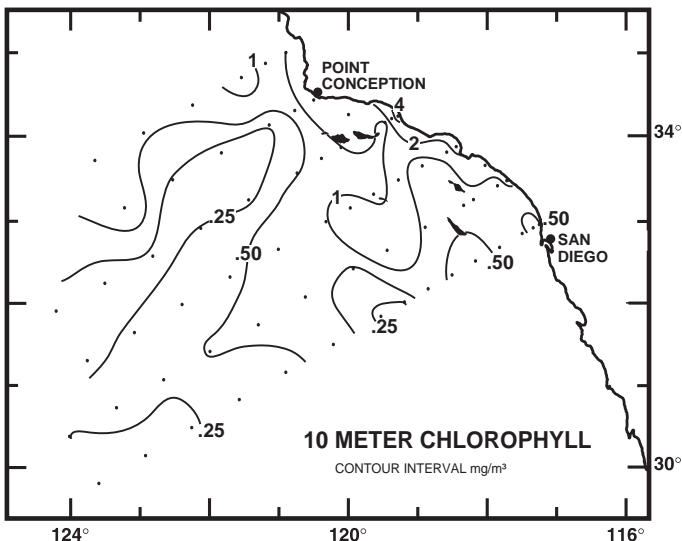 1
POINT
CONCEPTION
4
34°
2
.25
1
.50
.50
SAN
DIEGO
.50
.25
.25
10 METER CHLOROPHYLL
CONTOUR INTERVAL mg/m³
30°
124°
120°
116°